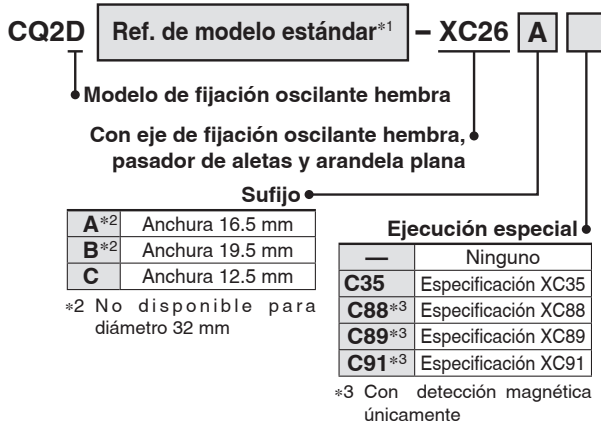 CQ2D Ref. de modelo estándar*1 – XC26 A
Modelo de fijación oscilante hembra
Con eje de fijación oscilante hembra,
pasador de aletas y arandela plana
Sufijo
A*2 Anchura 16.5 mm
B*2 Anchura 19.5 mm
C Anchura 12.5 mm
*2 No disponible para
diámetro 32 mm
Ejecución especial
— Ninguno
C35 Especificación XC35
C88*3 Especificación XC88
C89*3 Especificación XC89
C91*3 Especificación XC91
*3 Con detección magnética
únicamente